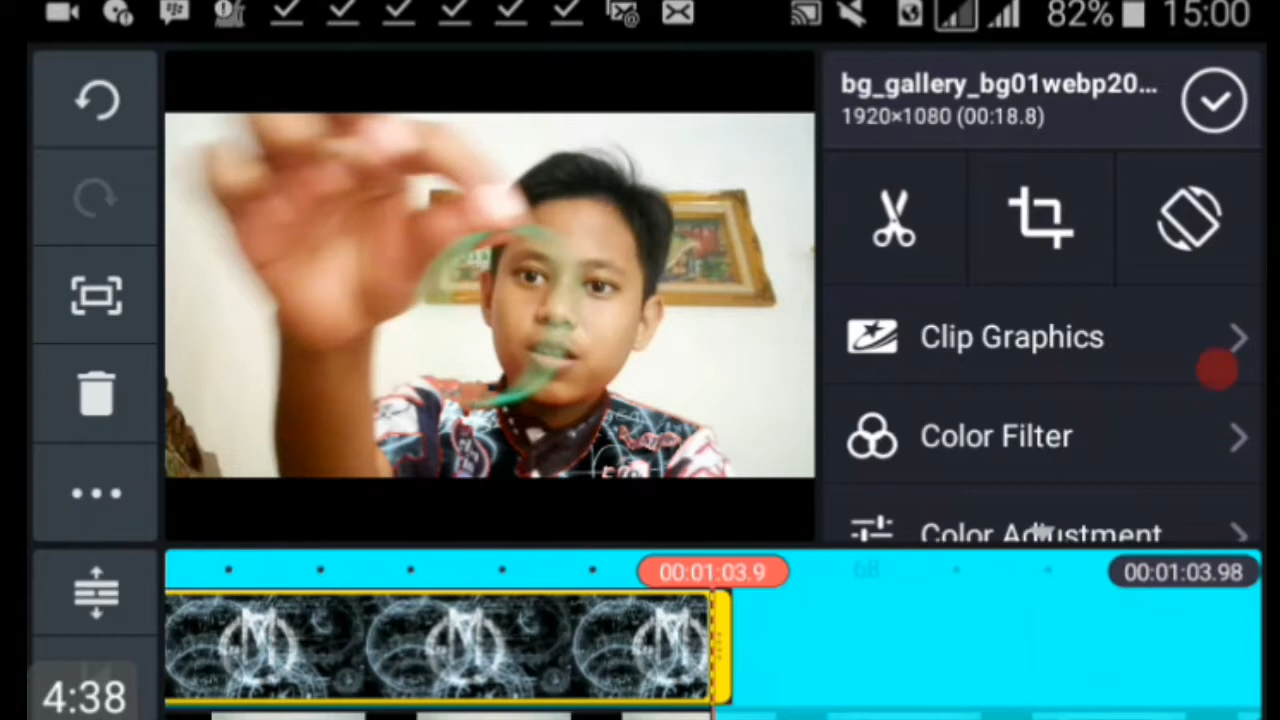 82% 15:00
bg_gallery_bg01webp20...
1920×1080 (00:18.8)
Clip Graphics
Color Filter
Color Adjustment
00:01:03.9
00:01:03.98
4:38